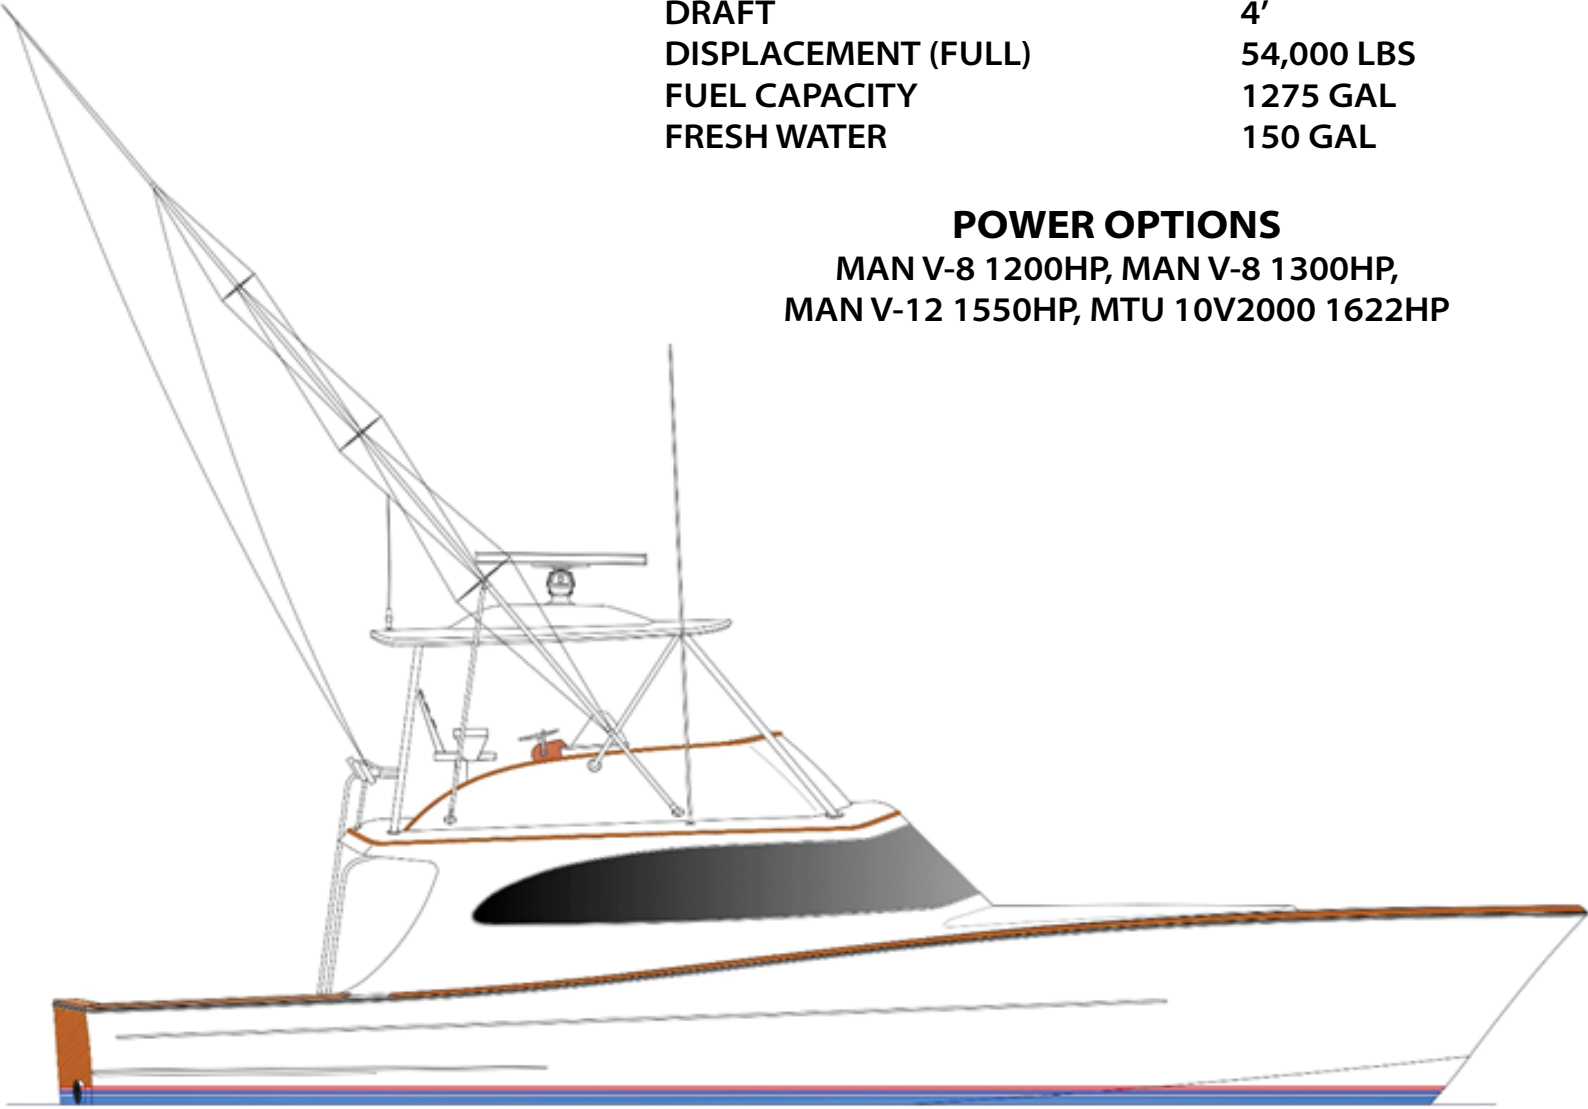 DRAFT 4’
DISPLACEMENT (FULL) 54,000 LBS
FUEL CAPACITY 1275 GAL
FRESH WATER 150 GAL
POWER OPTIONS
MAN V-8 1200HP, MAN V-8 1300HP,
MAN V-12 1550HP, MTU 10V2000 1622HP